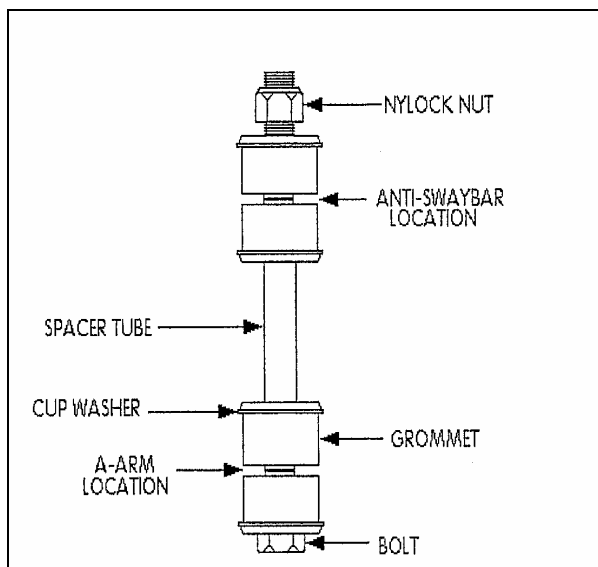 NYLOCK NUT
ANTI-SWAYBAR
LOCATION
SPACER TUBE
CUP WASHER
GROMMET
A-ARM
LOCATION
BOLT